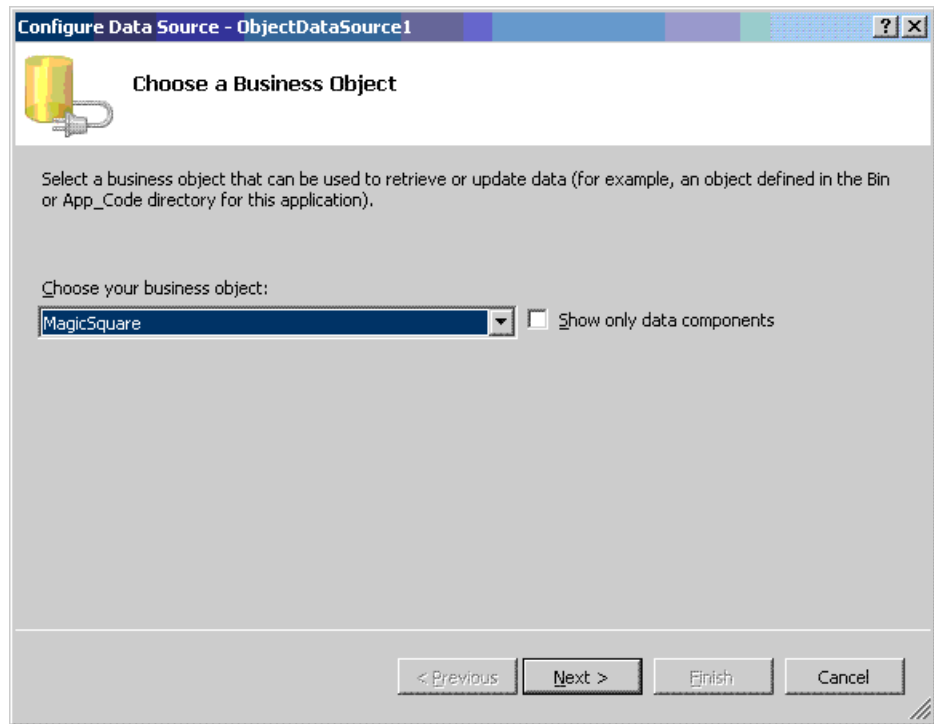 Configure Data Source - ObjectDataSource1
Choose a Business Object
Select a business object that can be used to retrieve or update data (for example, an object defined in the Bin
or App_Code directory for this application).
Choose your business object:
MagicSquare
Show only data components
< Previous
Next >
Finish
Cancel